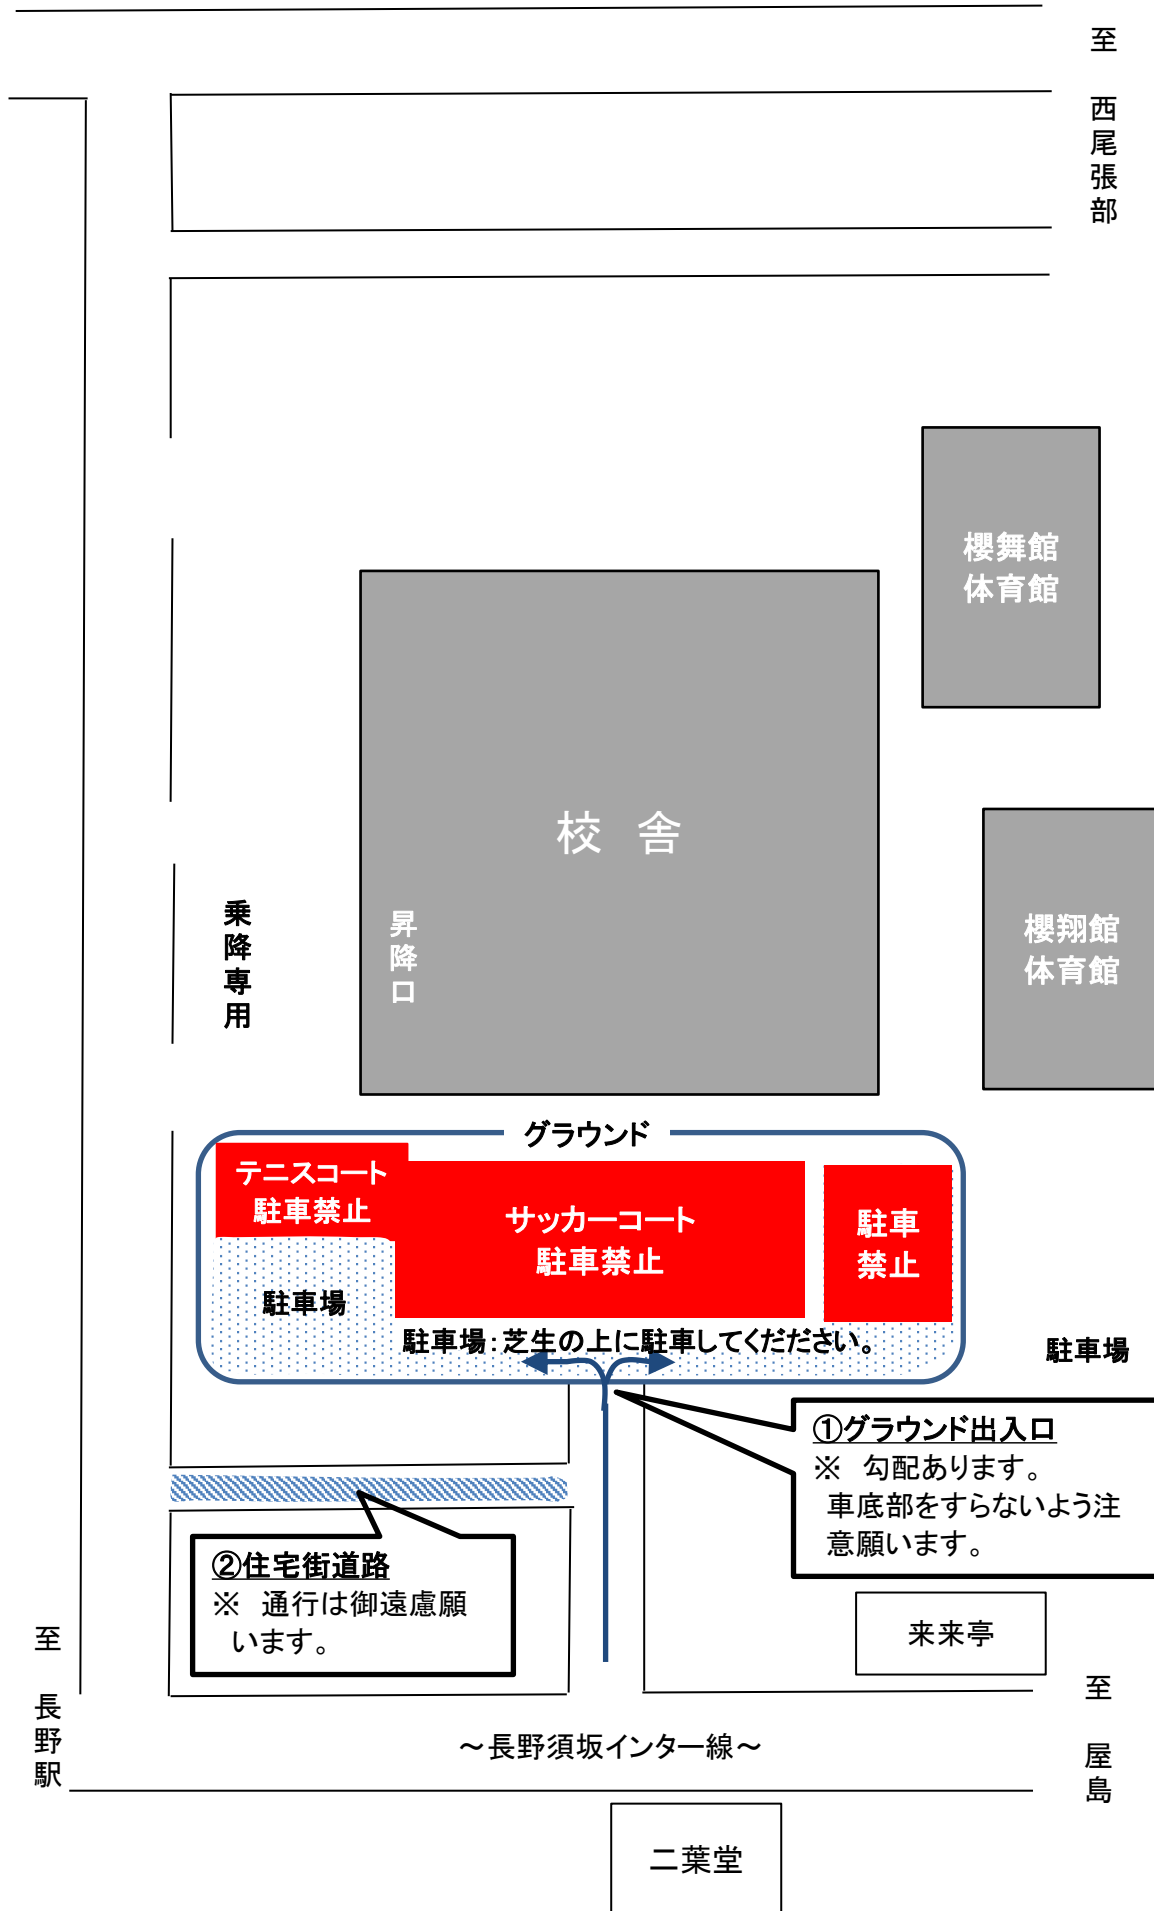 至 西尾張部
櫻舞館
体育館
校 舎
昇降口
乗降専用
櫻翔館
体育館
グラウンド
テニスコート
駐車禁止
サッカーコート
駐車禁止
駐車
禁止
駐車場
駐車場：芝生の上に駐車してくだださい。
駐車場
①グラウンド出入口
※ 勾配あります。
車底部をすらないよう注
意願います。
②住宅街道路
※ 通行は御遠慮願
います。
来来亭
至 長野駅
至 屋島
～長野須坂インター線～
二葉堂